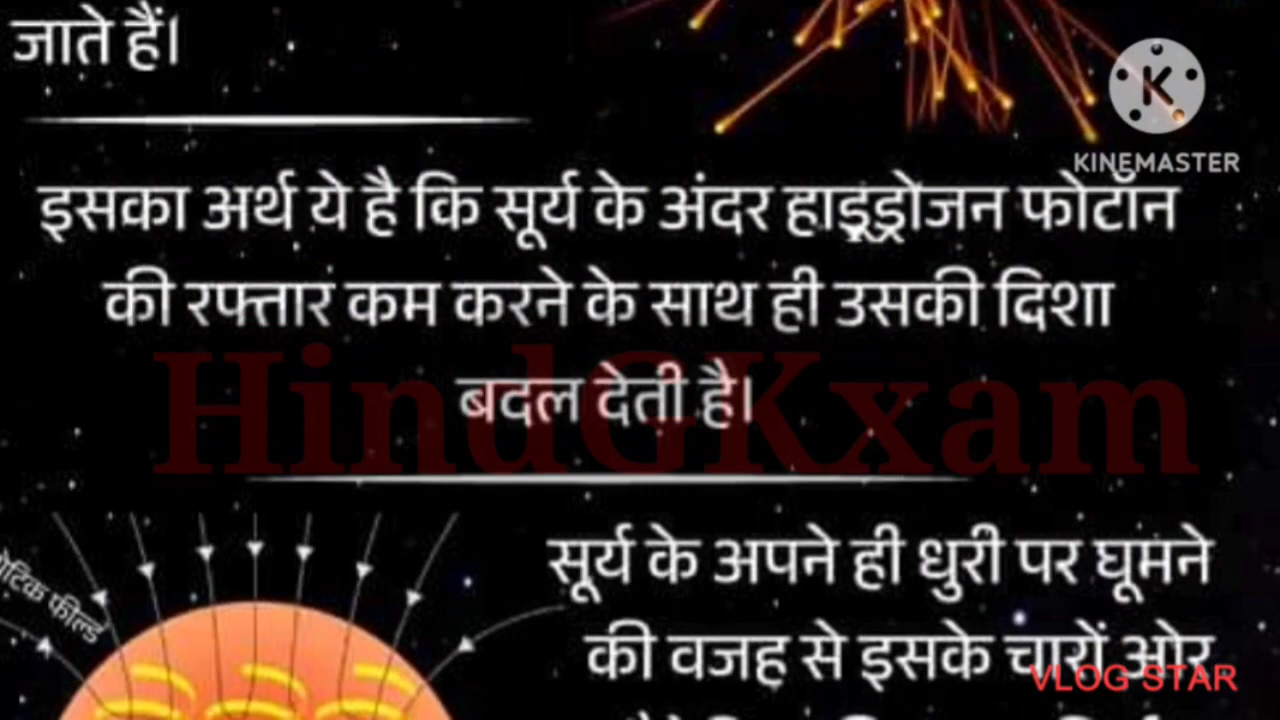 जाते हैं।
KINEMASTER
इसका अर्थ ये है कि सूर्य के अंदर हाइड्रोजन फोटॉन
की रफ्तार कम करने के साथ ही उसकी दिशा
बदल देती है।
HindGKxam
सूर्य के अपने ही धुरी पर घूमने
फील्ड
की वजह से इसके चारों ओर
VLOG STAR